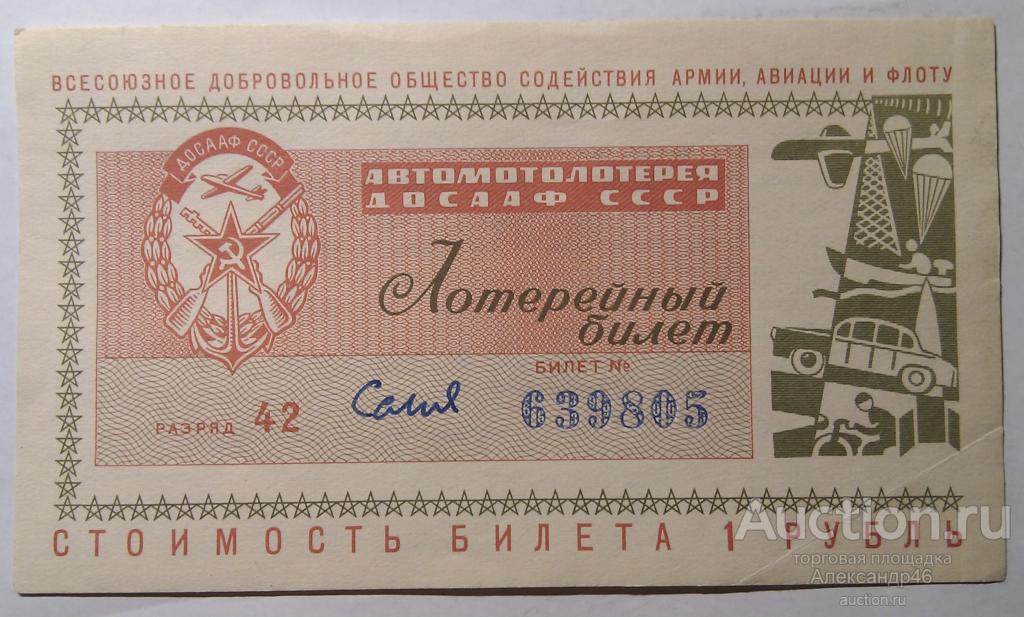 ВСЕСОЮЗНОЕ ДОБРОВОЛЬНОЕ ОБЩЕСТВО СОДЕЙСТВИЯ АРМИИ, АВИАЦИИ И ФЛОТУ
ДОСААФ СССР
АВТОМОТОЛОТЕРЕЯ
ДОСААФ СССР
Лотерейный
билет
БИЛЕТ №
РАЗРЯД 42
639805
СТОИМОСТЬ БИЛЕТА 1 РУБЛЬ
Auction.ru
торговая площадка
Александр46
auction.ru